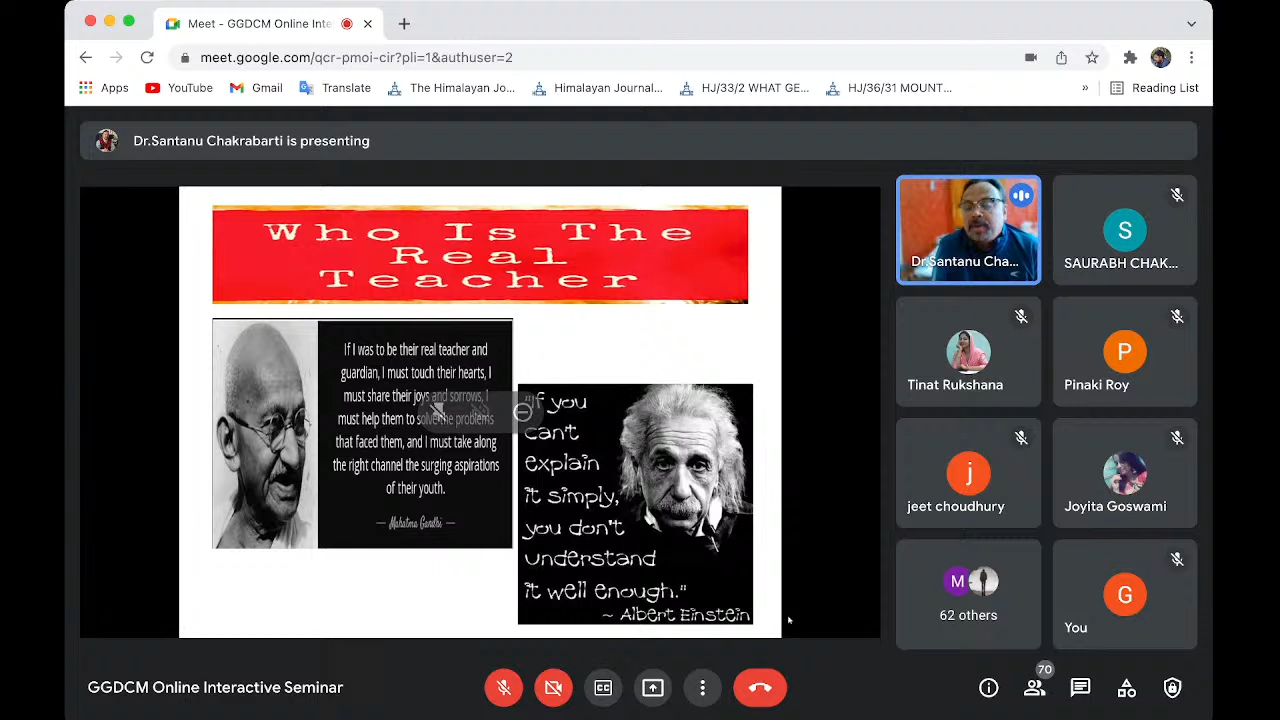 Meet - GGDCM Online Inte
meet.google.com/qcr-pmoi-cir?pli=1&authuser=2
Apps
YouTube
Gmail
Translate
The Himalayan Jo...
Himalayan Journal...
HJ/33/2 WHAT GE...
HJ/36/31 MOUNT...
»
Reading List
Dr.Santanu Chakrabarti is presenting
Who Is The
Real
Teacher
If I was to be their real teacher and
guardian, I must touch their hearts, I
must share their joys and sorrows, I
must help them to solve the problems
that faced them, and I must take along
the right channel the surging aspirations
of their youth.
— Mahatma Gandhi —
"If you
can't
explain
it simply,
you don't
understand
it well enough."
~ Albert Einstein
Dr.Santanu Cha...
S
SAURABH CHAK...
Tinat Rukshana
P
Pinaki Roy
j
jeet choudhury
Joyita Goswami
M
62 others
G
You
GGDCM Online Interactive Seminar
CC
70